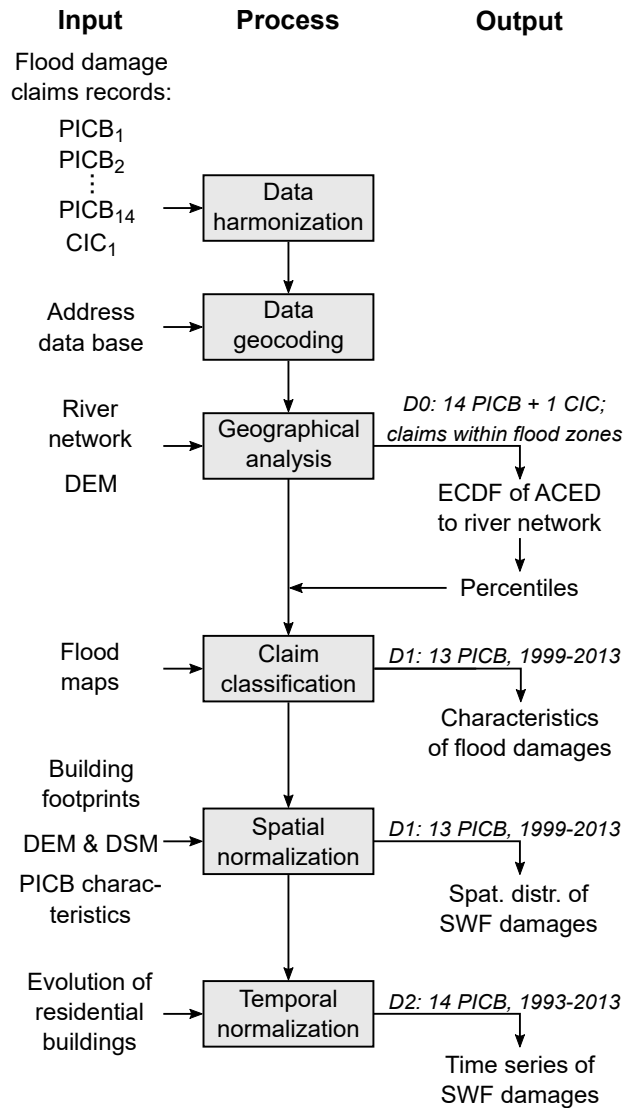 Input
Process
Output
Flood damage
claims records:
PICB1
PICB2
⋮
PICB14
CIC1
Data
harmonization
Address
data base
Data
geocoding
River
network
DEM
Geographical
analysis
D0: 14 PICB + 1 CIC;
claims within flood zones
ECDF of ACED
to river network
Percentiles
Flood
maps
Claim
classification
D1: 13 PICB, 1999-2013
Characteristics
of flood damages
Building
footprints
DEM & DSM
PICB charac-
teristics
Spatial
normalization
D1: 13 PICB, 1999-2013
Spat. distr. of
SWF damages
Evolution of
residential
buildings
Temporal
normalization
D2: 14 PICB, 1993-2013
Time series of
SWF damages